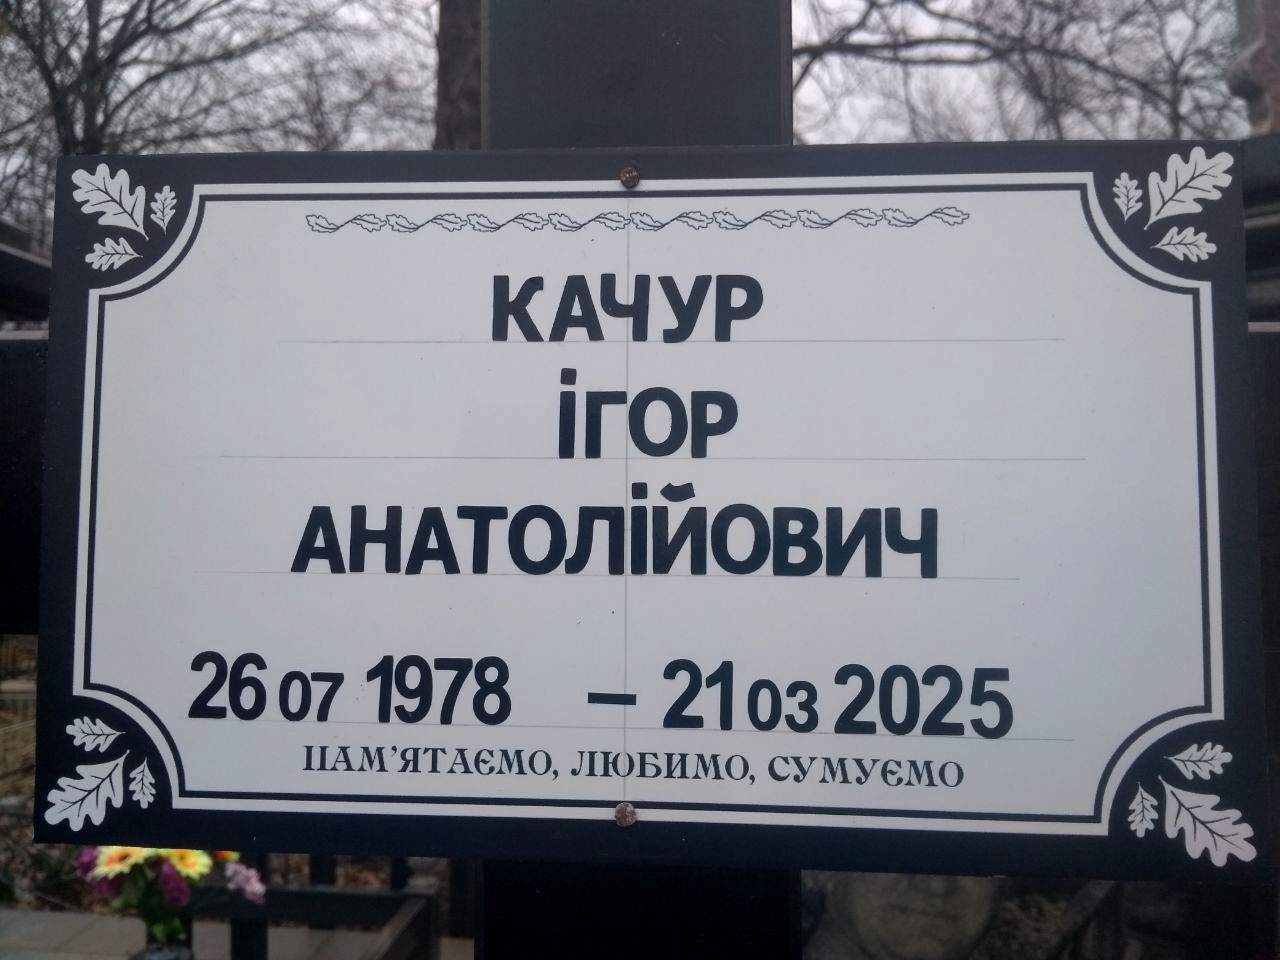 КАЧУР
ІГОР
АНАТОЛІЙОВИЧ
26 07 1978 – 21 03 2025
ПАМ'ЯТАЄМО, ЛЮБИМО, СУМУЄМО